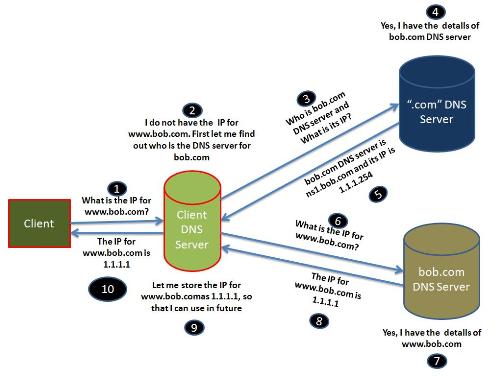 4
Yes, I have the details of
bob.com DNS server
2
I do not have the IP for
www.bob.com. First let me find
out who is the DNS server for
bob.com
3
Who is bob.com
DNS server and
What is its IP?
".com" DNS
Server
bob.com DNS server is
ns1.bob.com and its IP is
1.1.1.254
5
1
What is the IP for
www.bob.com?
Client
The IP for
www.bob.com is
1.1.1.1
10
Client
DNS
Server
6
What is the IP for
www.bob.com?
The IP for
www.bob.com is
1.1.1.1
8
bob.com
DNS Server
Let me store the IP for
www.bob.comas 1.1.1.1, so
that I can use in future
9
Yes, I have the details of
www.bob.com
7